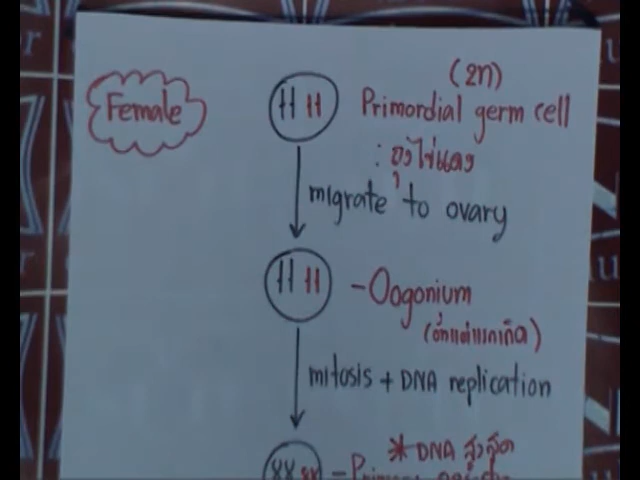 Female
(2n)
Primordial germ cell
: ถุงไข่แดง
migrate to ovary
- Oogonium
(ตั้งแต่แรกเกิด)
mitosis + DNA replication
* DNA สูงสุด